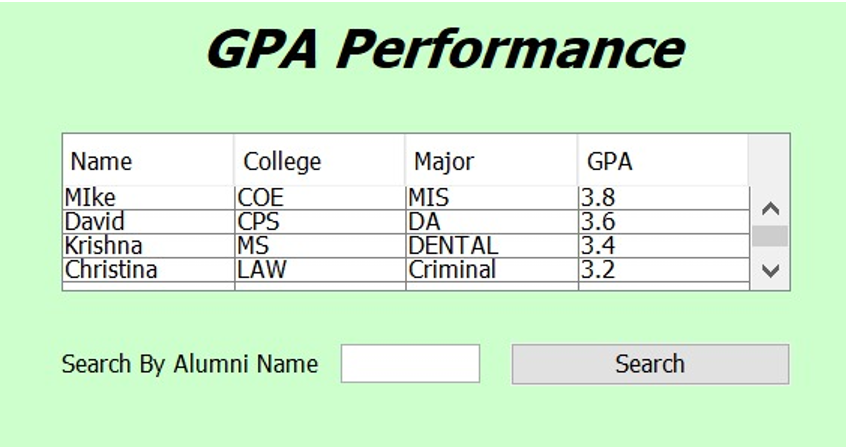 GPA Performance
Name College Major GPA
MIke COE MIS 3.8
David CPS DA 3.6
Krishna MS DENTAL 3.4
Christina LAW Criminal 3.2
Search By Alumni Name Search